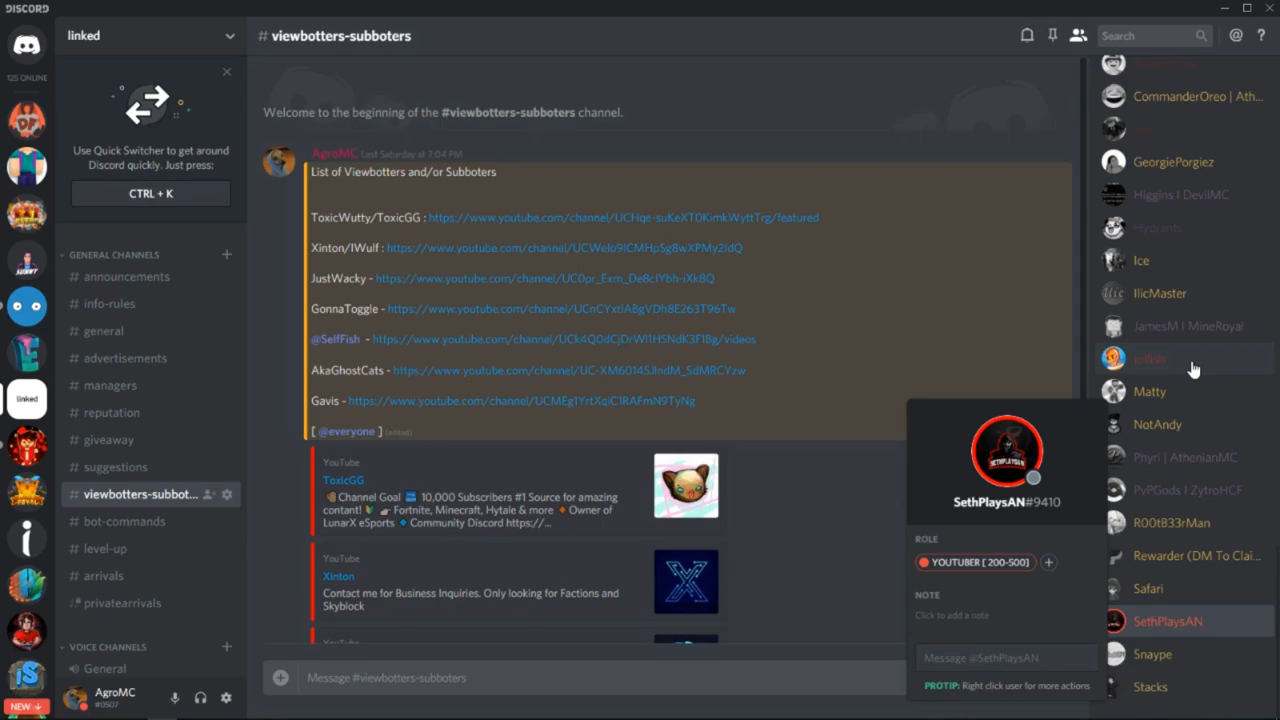 DISCORD
125 ONLINE
linked
NEW ↓
linked
Use Quick Switcher to get around
Discord quickly. Just press:
CTRL + K
GENERAL CHANNELS
# announcements
# info-rules
# general
# advertisements
# managers
# reputation
# giveaway
# suggestions
# viewbotters-subbot...
# bot-commands
# level-up
# arrivals
# privatearrivals
VOICE CHANNELS
General
AgroMC
#0507
# viewbotters-subboters
Search
Welcome to the beginning of the #viewbotters-subboters channel.
AgroMC Last Saturday at 7:04 PM
List of Viewbotters and/or Subboters
ToxicWutty/ToxicGG : https://www.youtube.com/channel/UCHqe-suKeXT0KimkWyttTrg/featured
Xinton/IWulf : https://www.youtube.com/channel/UCWeIo9ICMHpSg8wXPMy2IdQ
JustWacky - https://www.youtube.com/channel/UC0pr_Exm_DeBcfYbh-iXk8Q
GonnaToggle - https://www.youtube.com/channel/UCnCYxtlABgVDh8E263T96Tw
@SelfFish - https://www.youtube.com/channel/UCk4Q0dCjDrWl1HSNdK3F1Bg/videos
AkaGhostCats - https://www.youtube.com/channel/UC-XM6014SJIndM_SdMRCYzw
Gavis - https://www.youtube.com/channel/UCMEg1YrtXqiC1RAFmN9TyNg
[ @everyone ] (edited)
YouTube
ToxicGG
Channel Goal 10,000 Subscribers #1 Source for amazing
contant! Fortnite, Minecraft, Hytale & more Owner of
LunarX eSports Community Discord https://...
YouTube
Xinton
Contact me for Business Inquiries. Only looking for Factions and
Skyblock
YouTube
Message #viewbotters-subboters
CommanderOreo | Ath...
GeorgiePorgiez
Higgins | DevilMC
Hydrants
Ice
IlicMaster
JamesM | MineRoyal
Matty
NotAndy
Phyri | AthenianMC
PvPGods | ZytroHCF
R00tB33rMan
Rewarder (DM To Clai...
Safari
SethPlaysAN
Snaype
Stacks
SETHPLAYSAN
SethPlaysAN#9410
ROLE
YOUTUBER [ 200-500]
NOTE
Click to add a note
Message @SethPlaysAN
PROTIP: Right click user for more actions